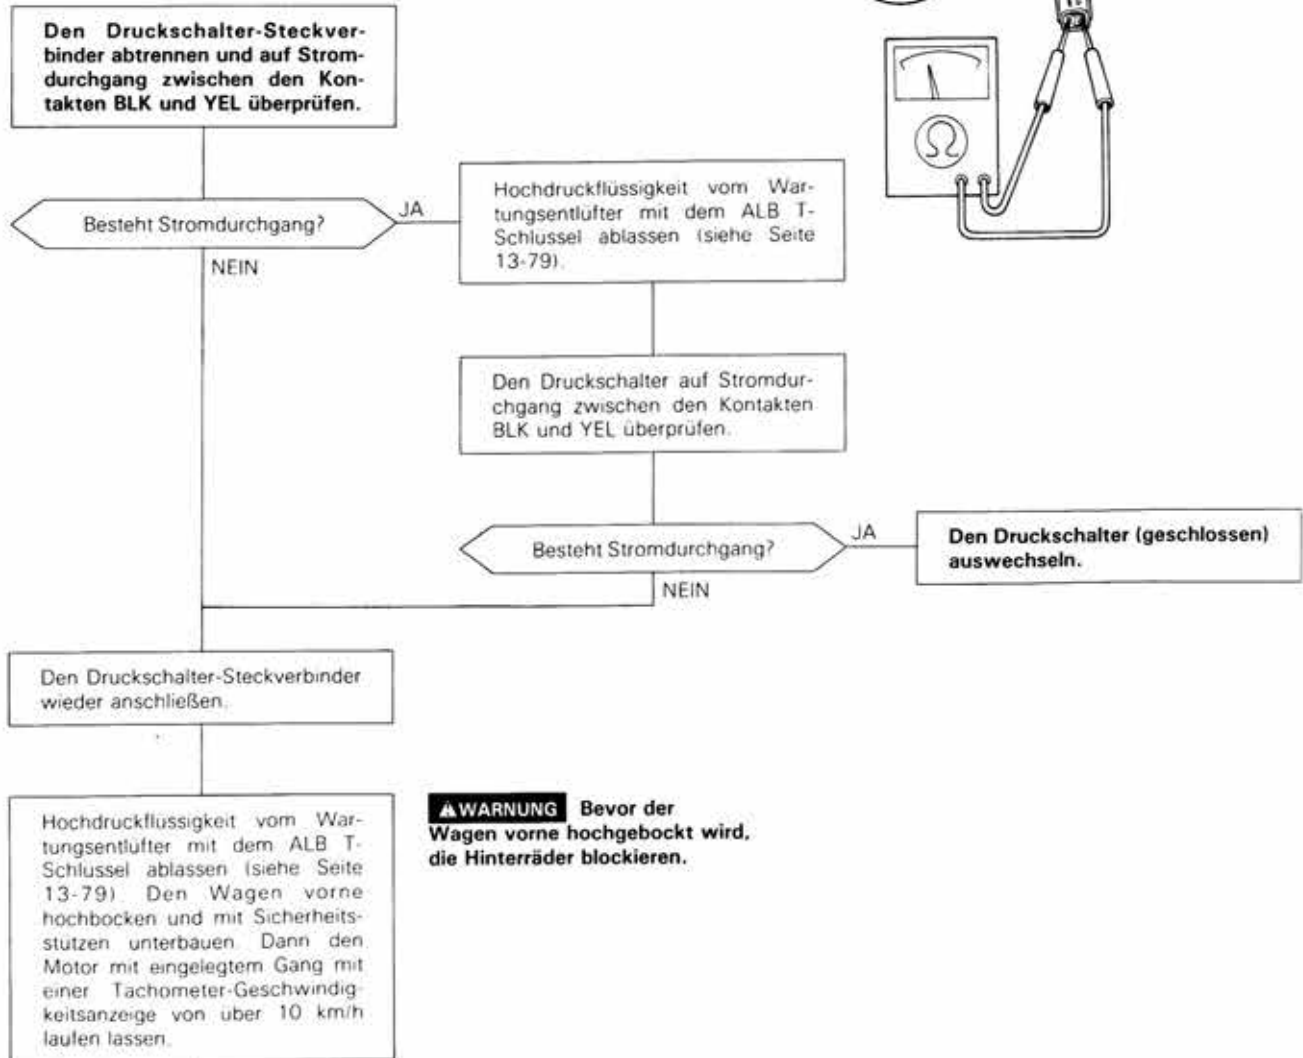 Den Druckschalter-Steckver-
binder abtrennen und auf Strom-
durchgang zwischen den Kon-
takten BLK und YEL überprüfen.
Besteht Stromdurchgang?
JA
NEIN
Hochdruckflüssigkeit vom War-
tungsentlüfter mit dem ALB T-
Schlussel ablassen (siehe Seite
13-79).
Den Druckschalter auf Stromdur-
chgang zwischen den Kontakten
BLK und YEL überprüfen.
Besteht Stromdurchgang?
JA
NEIN
Den Druckschalter (geschlossen)
auswechseln.
Den Druckschalter-Steckverbinder
wieder anschließen.
Hochdruckflussigkeit vom War-
tungsentlüfter mit dem ALB T-
Schlussel ablassen (siehe Seite
13-79) Den Wagen vorne
hochbocken und mit Sicherheits-
stutzen unterbauen Dann den
Motor mit eingelegtem Gang mit
einer Tachometer-Geschwindig-
keitsanzeige von uber 10 km/h
laufen lassen.
WARNUNG Bevor der
Wagen vorne hochgebockt wird,
die Hinterräder blockieren.
Ω